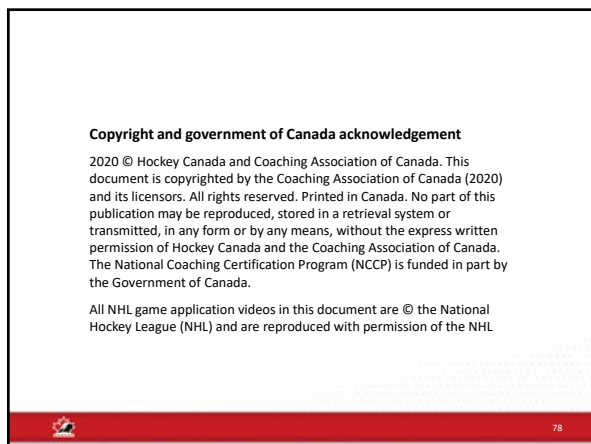 Copyright and government of Canada acknowledgement
2020 © Hockey Canada and Coaching Association of Canada. This
document is copyrighted by the Coaching Association of Canada (2020)
and its licensors. All rights reserved. Printed in Canada. No part of this
publication may be reproduced, stored in a retrieval system or
transmitted, in any form or by any means, without the express written
permission of Hockey Canada and the Coaching Association of Canada.
The National Coaching Certification Program (NCCP) is funded in part by
the Government of Canada.
All NHL game application videos in this document are © the National
Hockey League (NHL) and are reproduced with permission of the NHL
78